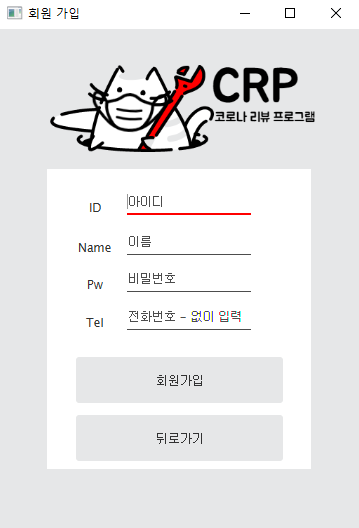 회원 가입
CRP
코로나 리뷰 프로그램
ID 아이디
Name 이름
Pw 비밀번호
Tel 전화번호 - 없이 입력
회원가입
뒤로가기